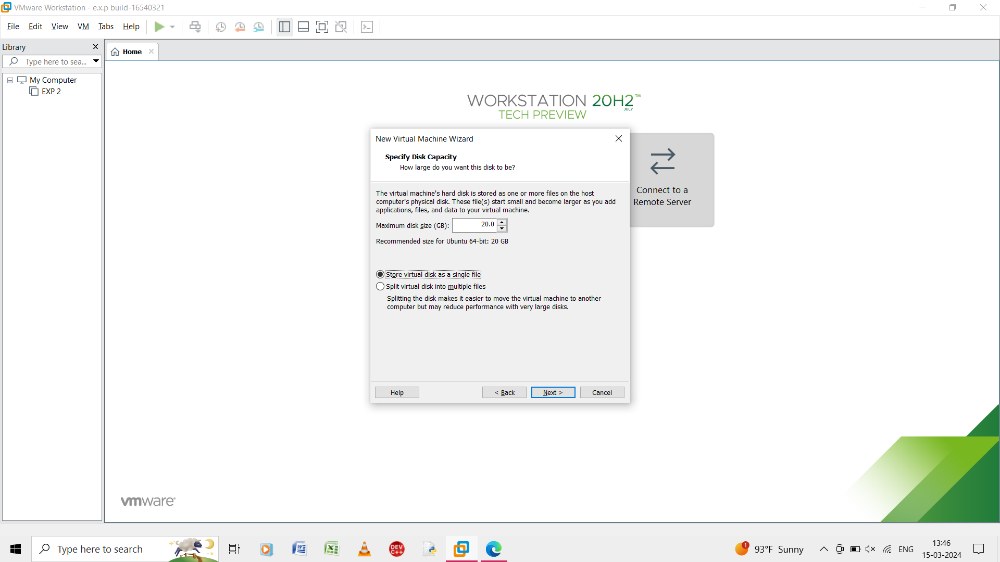 VMware Workstation - e.x.p build-16540321
File Edit View VM Tabs Help
Library
Type here to sea...
Home
My Computer
EXP 2
WORKSTATION 20H2™
JULY
TECH PREVIEW
New Virtual Machine Wizard
Specify Disk Capacity
How large do you want this disk to be?
The virtual machine's hard disk is stored as one or more files on the host
computer's physical disk. These file(s) start small and become larger as you add
applications, files, and data to your virtual machine.
Maximum disk size (GB): 20.0
Recommended size for Ubuntu 64-bit: 20 GB
Store virtual disk as a single file
Split virtual disk into multiple files
Splitting the disk makes it easier to move the virtual machine to another
computer but may reduce performance with very large disks.
Help < Back Next > Cancel
Connect to a
Remote Server
vmware
Type here to search
DEV
C++
1
93°F Sunny
ENG
13:46
15-03-2024